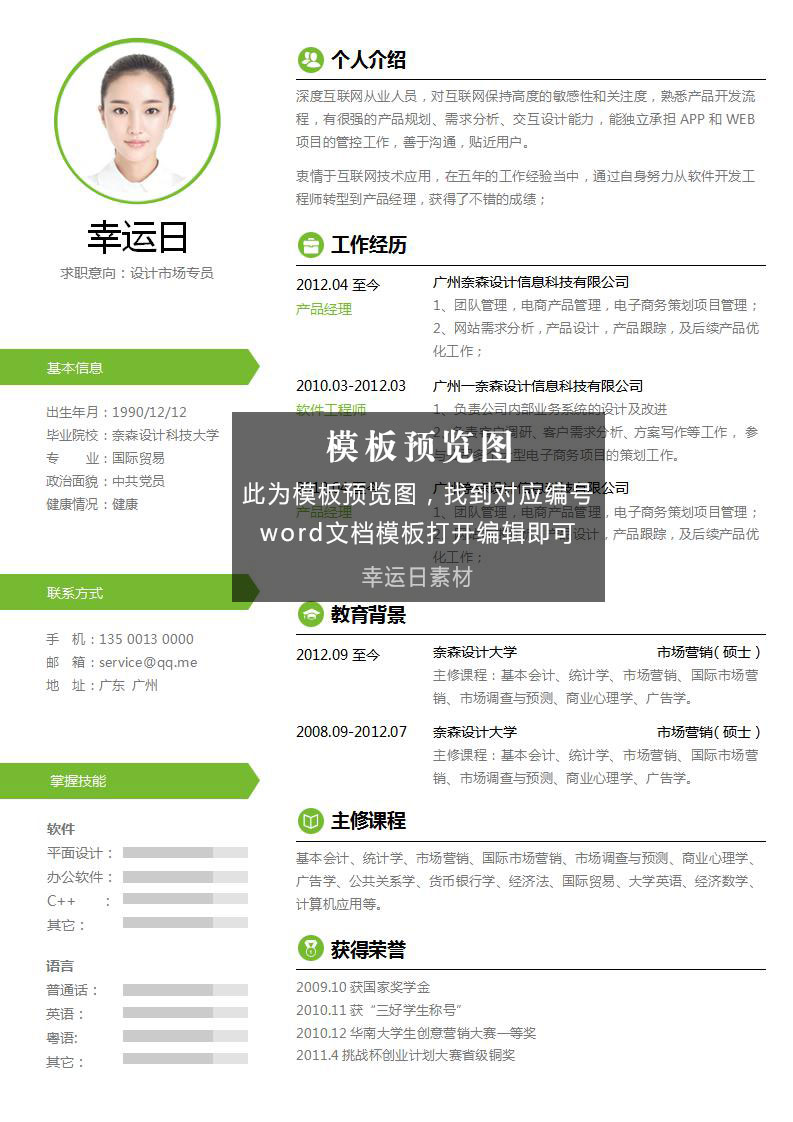 幸运日
求职意向：设计市场专员
基本信息
出生年月：1990/12/12
毕业院校：奈森设计科技大学
专 业：国际贸易
政治面貌：中共党员
健康情况：健康
联系方式
手 机：135 0013 0000
邮 箱：service@qq.me
地 址：广东 广州
掌握技能
软件
平面设计：
办公软件：
C++ ：
其它：
语言
普通话：
英语：
粤语:
其它：
个人介绍
深度互联网从业人员，对互联网保持高度的敏感性和关注度，熟悉产品开发流
程，有很强的产品规划、需求分析、交互设计能力，能独立承担 APP 和 WEB
项目的管控工作，善于沟通，贴近用户。
衷情于互联网技术应用，在五年的工作经验当中，通过自身努力从软件开发工
程师转型到产品经理，获得了不错的成绩；
工作经历
2012.04 至今
广州奈森设计信息科技有限公司
产品经理
1、团队管理，电商产品管理，电子商务策划项目管理；
2、网站需求分析，产品设计，产品跟踪，及后续产品优
化工作；
2010.03-2012.03
广州一奈森设计信息科技有限公司
软件工程师
1、负责公司内部业务系统的设计及改进
客户需求分析、方案写作等工作， 参
型电子商务项目的策划工作。
模板预览图
此为模板预览图，找到对应编号
word文档模板打开编辑即可
幸运日素材
产品经理
1、团队管理，电商产品管理，电子商务策划项目管理；
设计，产品跟踪，及后续产品优
化工作；
教育背景
2012.09 至今
奈森设计大学 市场营销( 硕士 )
主修课程：基本会计、统计学、市场营销、国际市场营
销、市场调查与预测、商业心理学、广告学。
2008.09-2012.07
奈森设计大学 市场营销( 硕士 )
主修课程：基本会计、统计学、市场营销、国际市场营
销、市场调查与预测、商业心理学、广告学。
主修课程
基本会计、统计学、市场营销、国际市场营销、市场调查与预测、商业心理学、
广告学、公共关系学、货币银行学、经济法、国际贸易、大学英语、经济数学、
计算机应用等。
获得荣誉
2009.10 获国家奖学金
2010.11 获“三好学生称号”
2010.12 华南大学生创意营销大赛一等奖
2011.4 挑战杯创业计划大赛省级铜奖